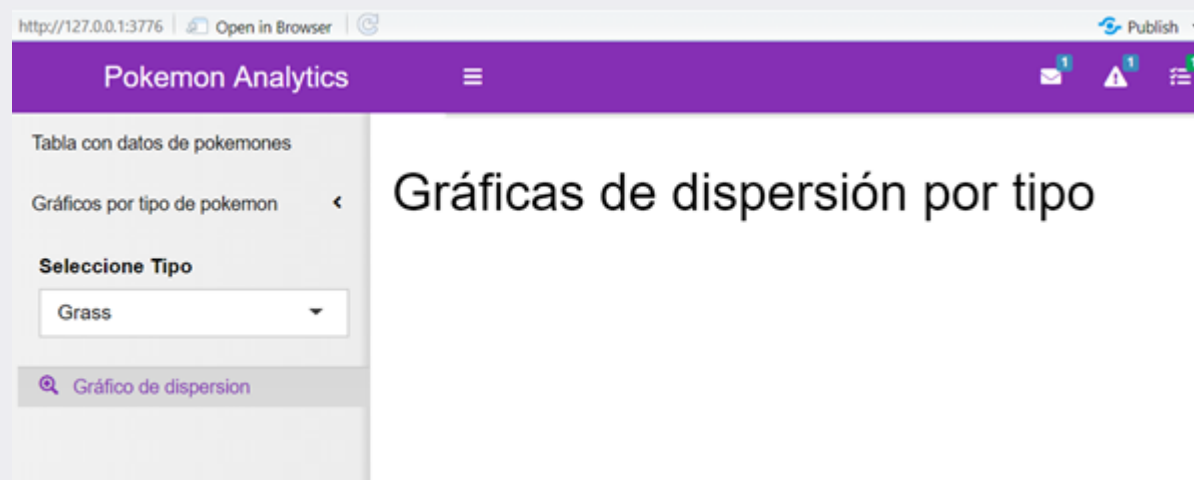 http://127.0.0.1:3776 Open in Browser Publish
Pokemon Analytics 1 1 1
Tabla con datos de pokemones
Gráficas de dispersión por tipo
Gráficos por tipo de pokemon
Seleccione Tipo
Grass
Gráfico de dispersion